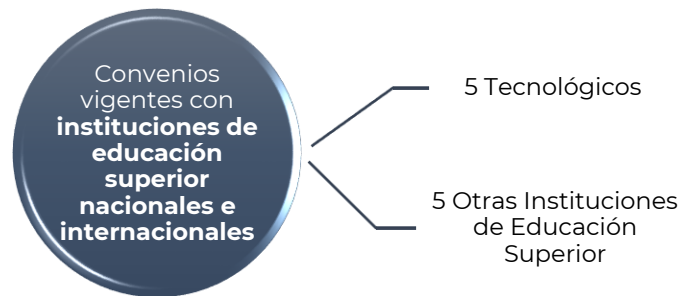 Convenios
vigentes con
instituciones de
educación
superior
nacionales e
internacionales
5 Tecnológicos
5 Otras Instituciones
de Educación
Superior